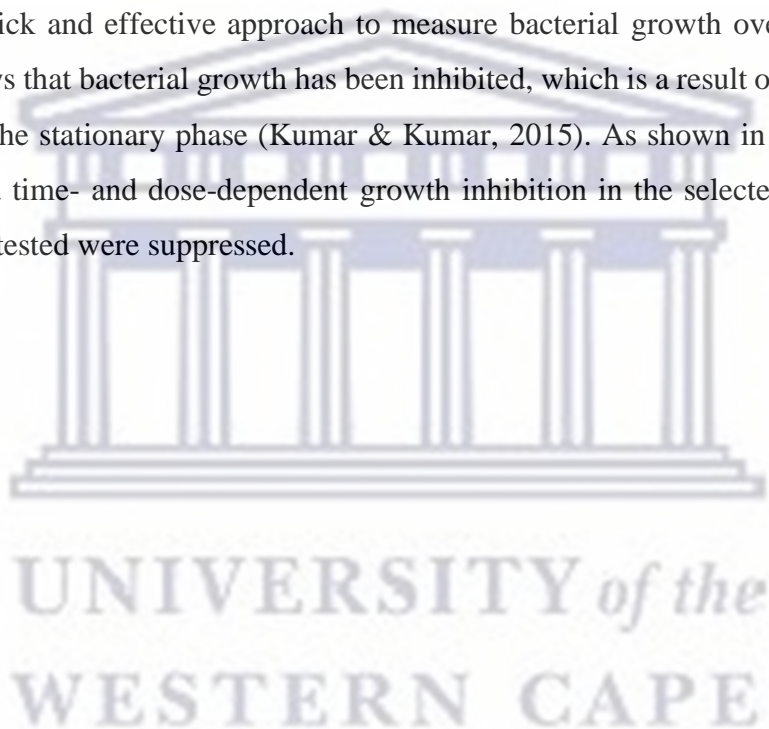 ick and effective approach to measure bacterial growth ove
s that bacterial growth has been inhibited, which is a result o
he stationary phase (Kumar & Kumar, 2015). As shown in
time- and dose-dependent growth inhibition in the selecte
tested were suppressed.
UNIVERSITY of the
WESTERN CAPE